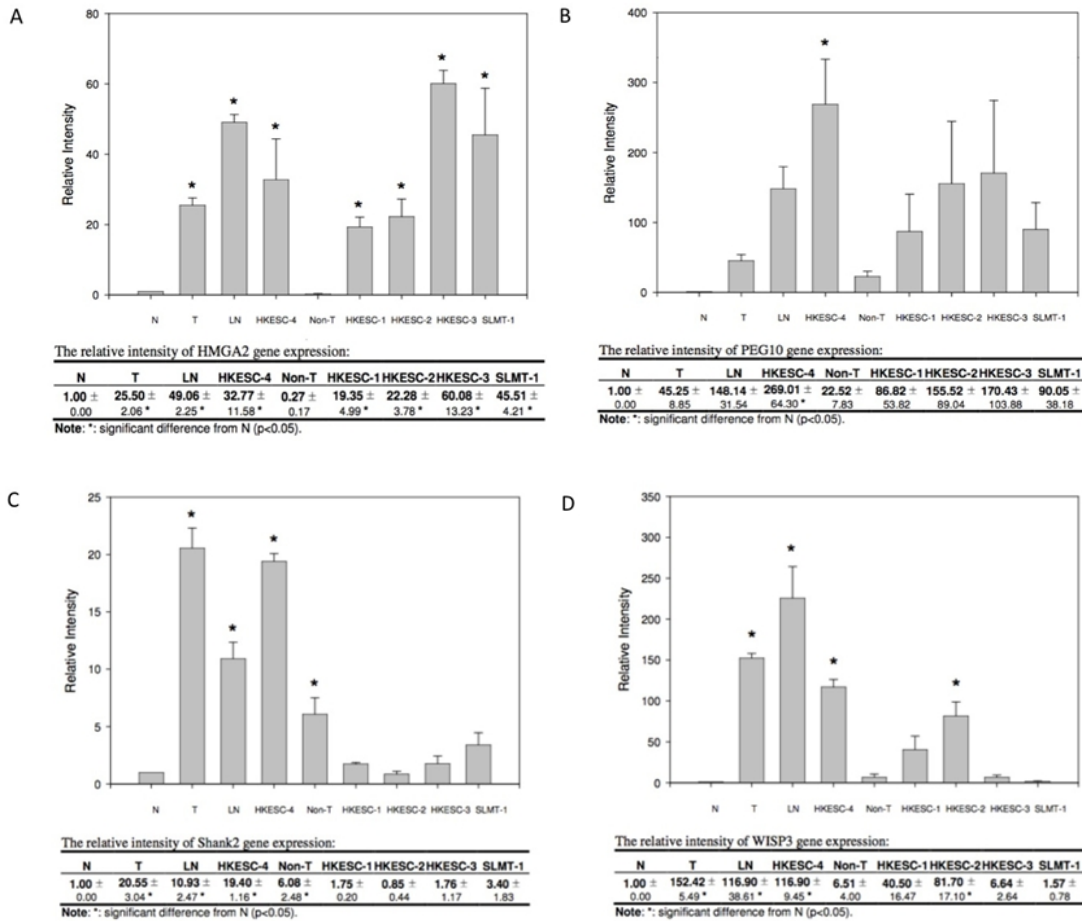 A
80
60
40
20
0
Relative Intensity
* * * * * * * *
N T LN HKESC-4 Non-T HKESC-1 HKESC-2 HKESC-3 SLMT-1
The relative intensity of HMGA2 gene expression:
N T LN HKESC-4 Non-T HKESC-1 HKESC-2 HKESC-3 SLMT-1
1.00 ± 25.50 ± 49.06 ± 32.77 ± 0.27 ± 19.35 ± 22.28 ± 60.08 ± 45.51 ±
0.00 2.06 * 2.25 * 11.58 * 0.17 4.99 * 3.78 * 13.23 * 4.21 *
Note: *: significant difference from N (p<0.05).
B
400
300
200
100
0
Relative Intensity
*
N T LN HKESC-4 Non-T HKESC-1 HKESC-2 HKESC-3 SLMT-1
The relative intensity of PEG10 gene expression:
N T LN HKESC-4 Non-T HKESC-1 HKESC-2 HKESC-3 SLMT-1
1.00 ± 45.25 ± 148.14 ± 269.01 ± 22.52 ± 86.82 ± 155.52 ± 170.43 ± 90.05 ±
0.00 8.85 31.54 64.30 * 7.83 53.82 89.04 103.88 38.18
Note: *: significant difference from N (p<0.05).
C
25
20
15
10
5
0
Relative Intensity
* * * *
N T LN HKESC-4 Non-T HKESC-1 HKESC-2 HKESC-3 SLMT-1
The relative intensity of Shank2 gene expression:
N T LN HKESC-4 Non-T HKESC-1 HKESC-2 HKESC-3 SLMT-1
1.00 ± 20.55 ± 10.93 ± 19.40 ± 6.08 ± 1.75 ± 0.85 ± 1.76 ± 3.40 ±
0.00 3.04 * 2.47 * 1.16 * 2.48 * 0.20 0.44 1.17 1.83
Note: *: significant difference from N (p<0.05).
D
350
300
250
200
150
100
50
0
Relative Intensity
* * * *
N T LN HKESC-4 Non-T HKESC-1 HKESC-2 HKESC-3 SLMT-1
The relative intensity of WISP3 gene expression:
N T LN HKESC-4 Non-T HKESC-1 HKESC-2 HKESC-3 SLMT-1
1.00 ± 152.42 ± 116.90 ± 116.90 ± 6.51 ± 40.50 ± 81.70 ± 6.64 ± 1.57 ±
0.00 5.49 * 38.61 * 9.45 * 4.00 16.47 17.10 * 2.64 0.78
Note: *: significant difference from N (p<0.05).